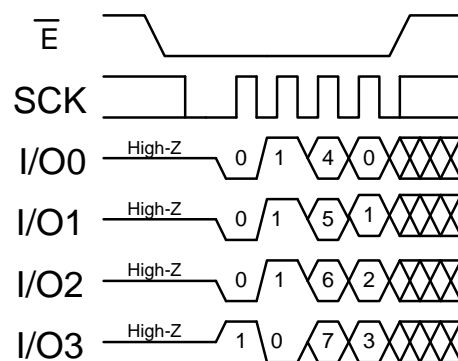 E
SCK
I/O0 High-Z 0 1 4 0
I/O1 High-Z 0 1 5 1
I/O2 High-Z 0 1 6 2
I/O3 High-Z 1 0 7 3